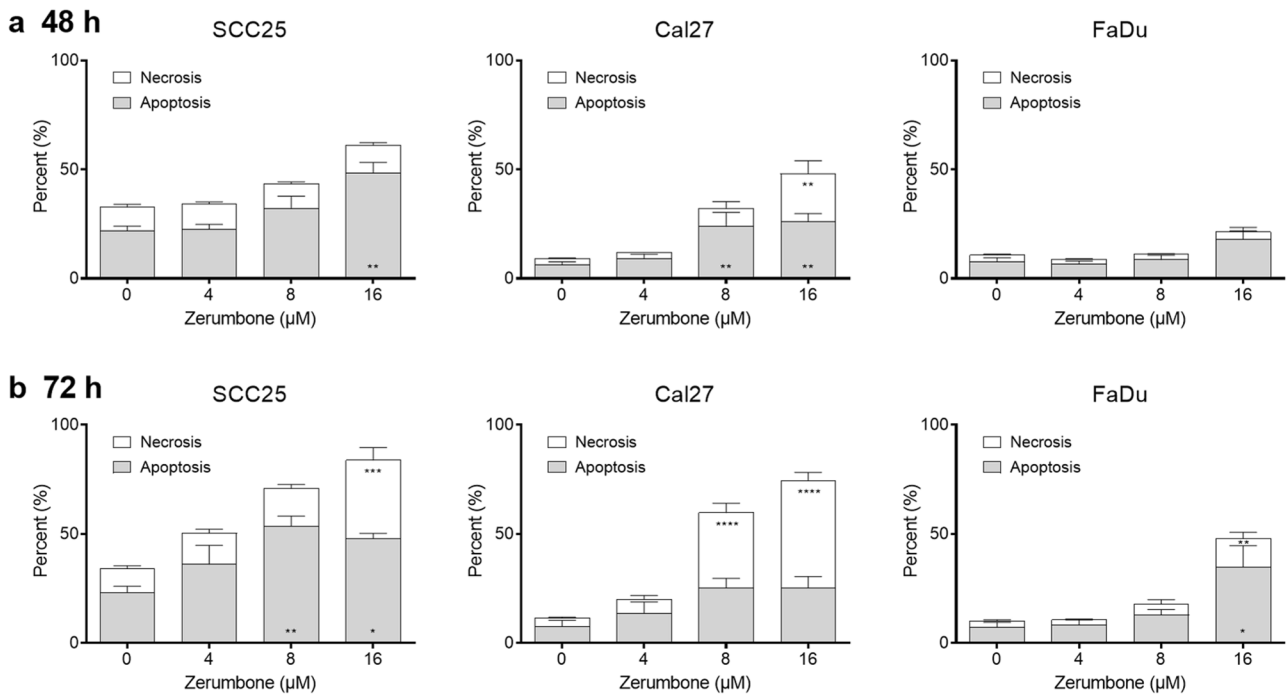 a 48 h
SCC25
100
50
0
Percent (%)
Necrosis
Apoptosis
**
0 4 8 16
Zerumbone (µM)
Cal27
100
50
0
Percent (%)
Necrosis
Apoptosis
**
** **
0 4 8 16
Zerumbone (µM)
FaDu
100
50
0
Percent (%)
Necrosis
Apoptosis
0 4 8 16
Zerumbone (µM)
b 72 h
SCC25
100
50
0
Percent (%)
Necrosis
Apoptosis
***
** *
0 4 8 16
Zerumbone (µM)
Cal27
100
50
0
Percent (%)
Necrosis
Apoptosis
****
****
0 4 8 16
Zerumbone (µM)
FaDu
100
50
0
Percent (%)
Necrosis
Apoptosis
**
*
0 4 8 16
Zerumbone (µM)